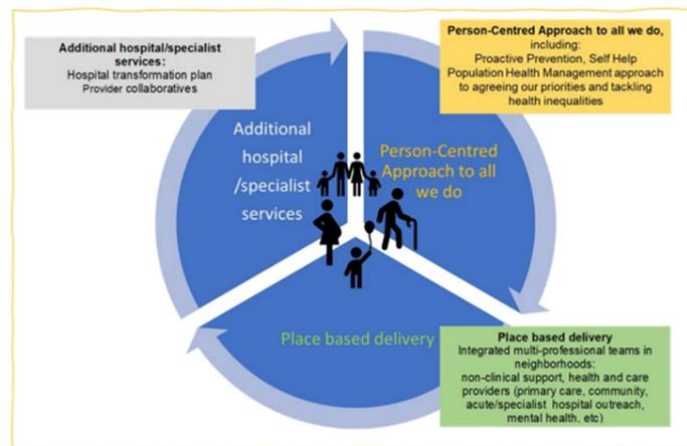 Additional hospital/specialist
services:
Hospital transformation plan
Provider collaboratives
Person-Centred Approach to all we do,
including:
Proactive Prevention, Self Help
Population Health Management approach
to agreeing our priorities and tackling
health inequalities
Additional
hospital
/specialist
services
Person-Centred
Approach to all
we do
Place based delivery
Place based delivery
Integrated multi-professional teams in
neighborhoods:
non-clinical support, health and care
providers (primary care, community,
acute/specialist hospital outreach,
mental health, etc)